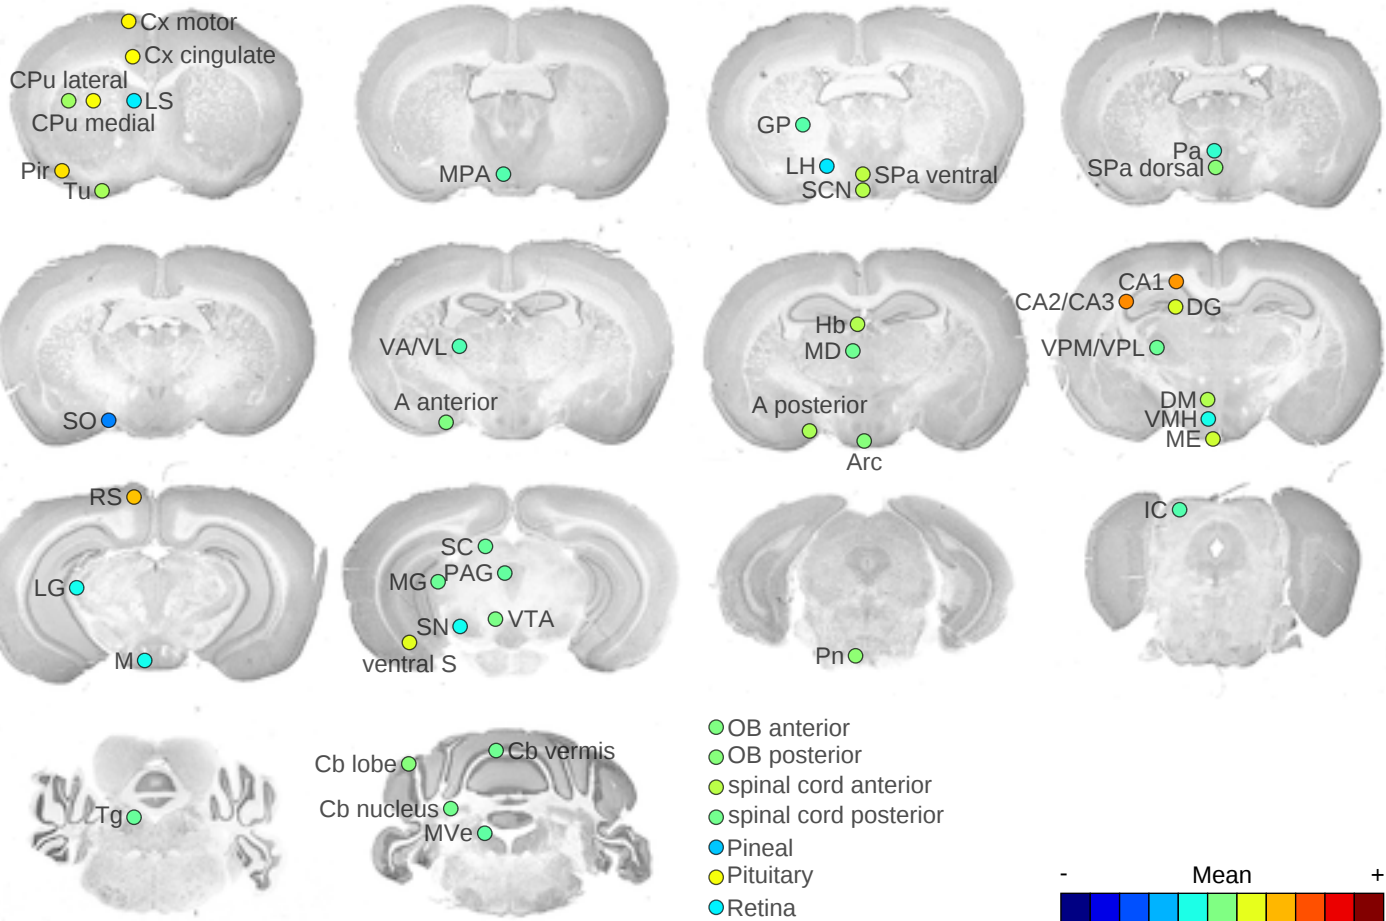 Cx motor
Cx cingulate
CPu lateral
LS
CPu medial
Pir
Tu
MPA
GP
LH
SPa ventral
SCN
Pa
SPa dorsal
SO
VA/VL
A anterior
Hb
MD
A posterior
Arc
CA1
CA2/CA3
DG
VPM/VPL
DM
VMH
ME
RS
LG
M
SC
PAG
MG
VTA
SN
ventral S
Pn
IC
Tg
Cb vermis
Cb lobe
Cb nucleus
MVe
OB anterior
OB posterior
spinal cord anterior
spinal cord posterior
Pineal
Pituitary
Retina
- Mean +